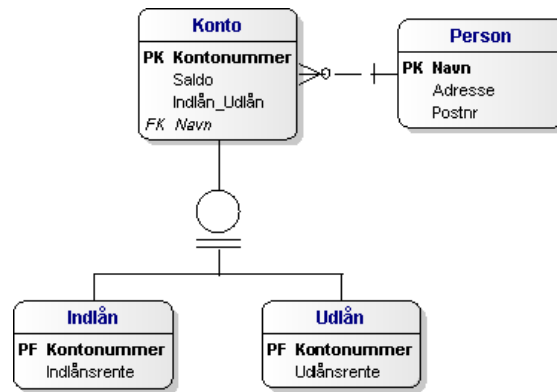 Konto
PK Kontonummer
Saldo
Indlån_Udlån
FK Navn
Person
PK Navn
Adresse
Postnr
Indlån
PF Kontonummer
Indlånsrente
Udlån
PF Kontonummer
Udlånsrente